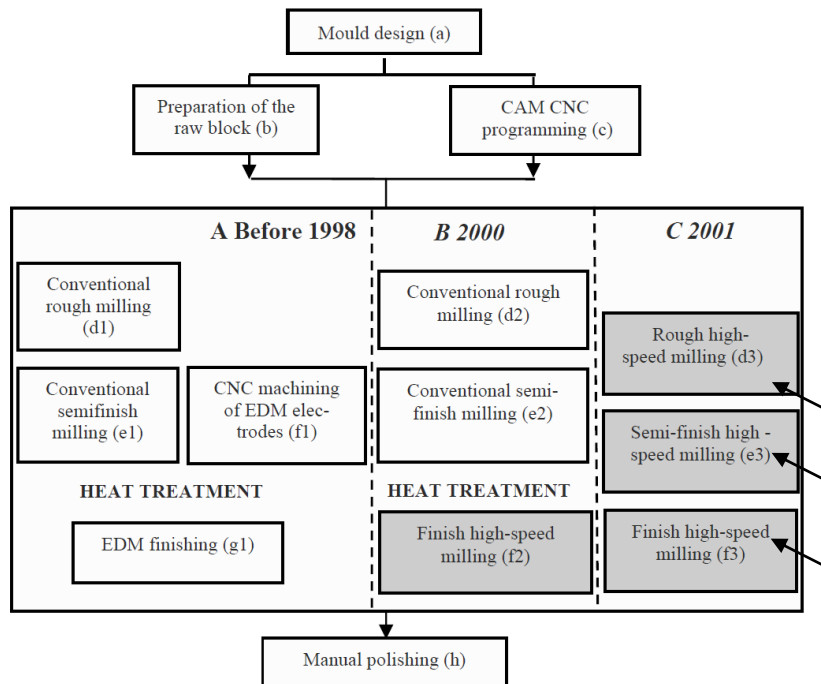 Mould design (a)
Preparation of the
raw block (b)
CAM CNC
programming (c)
A Before 1998
B 2000
C 2001
Conventional
rough milling
(d1)
Conventional rough
milling (d2)
Rough high-
speed milling (d3)
Conventional
semifinish
milling (e1)
CNC machining
of EDM elec-
trodes (f1)
Conventional semi-
finish milling (e2)
Semi-finish high -
speed milling (e3)
HEAT TREATMENT
HEAT TREATMENT
EDM finishing (g1)
Finish high-speed
milling (f2)
Finish high-speed
milling (f3)
Manual polishing (h)